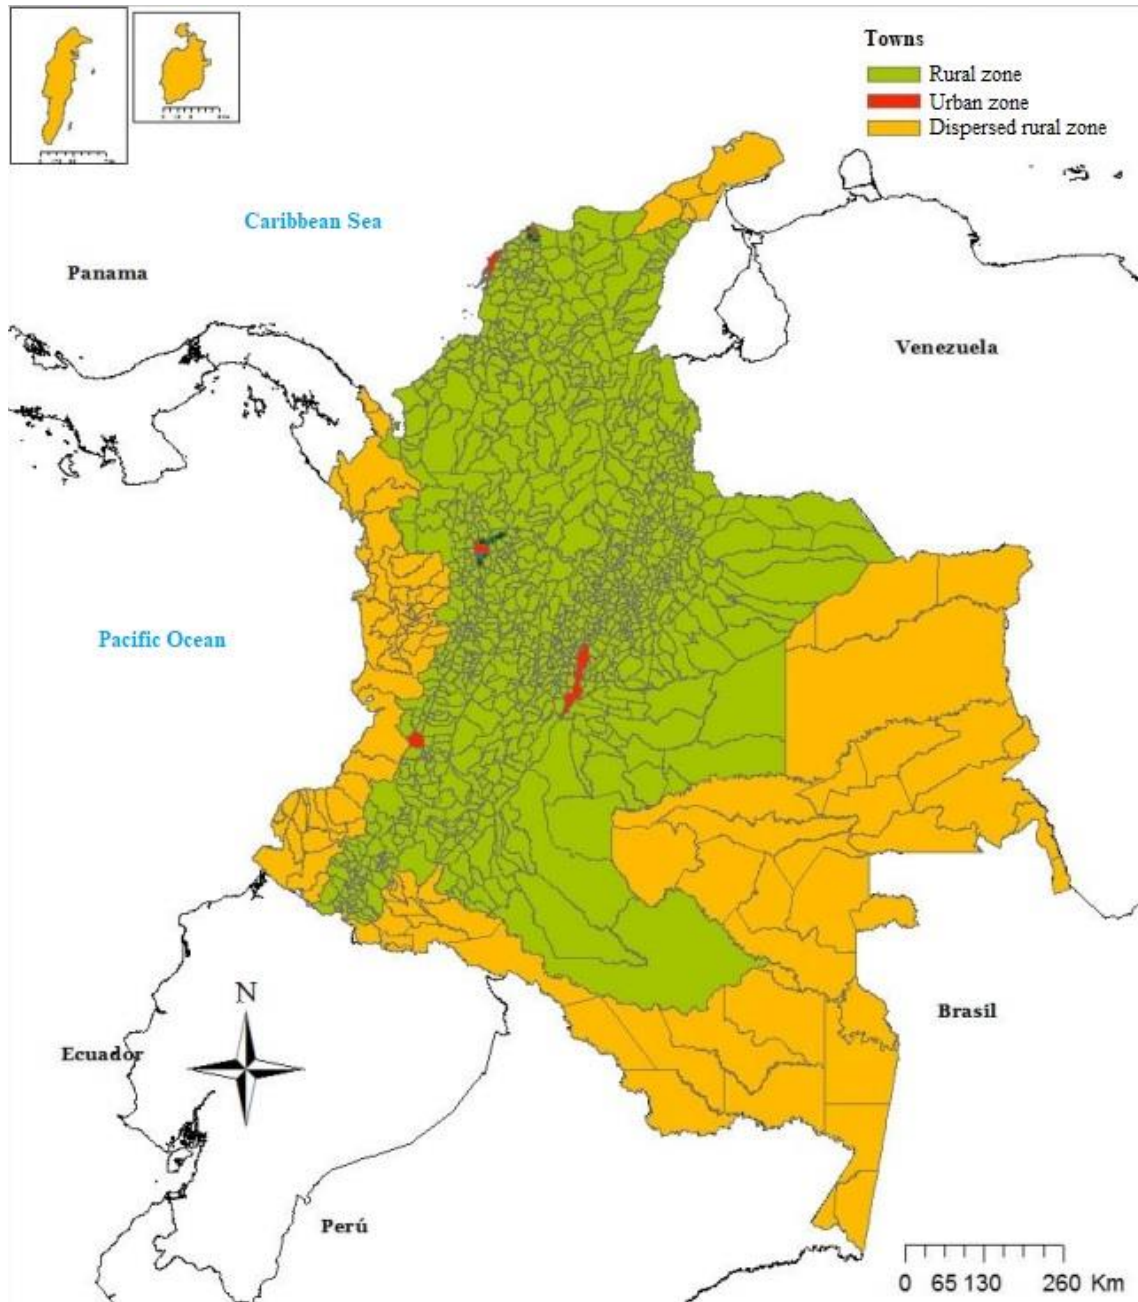 Towns
Rural zone
Urban zone
Dispersed rural zone
Caribbean Sea
Panama
Venezuela
Pacific Ocean
N
Brasil
Ecuador
Perú
0 65 130 260 Km